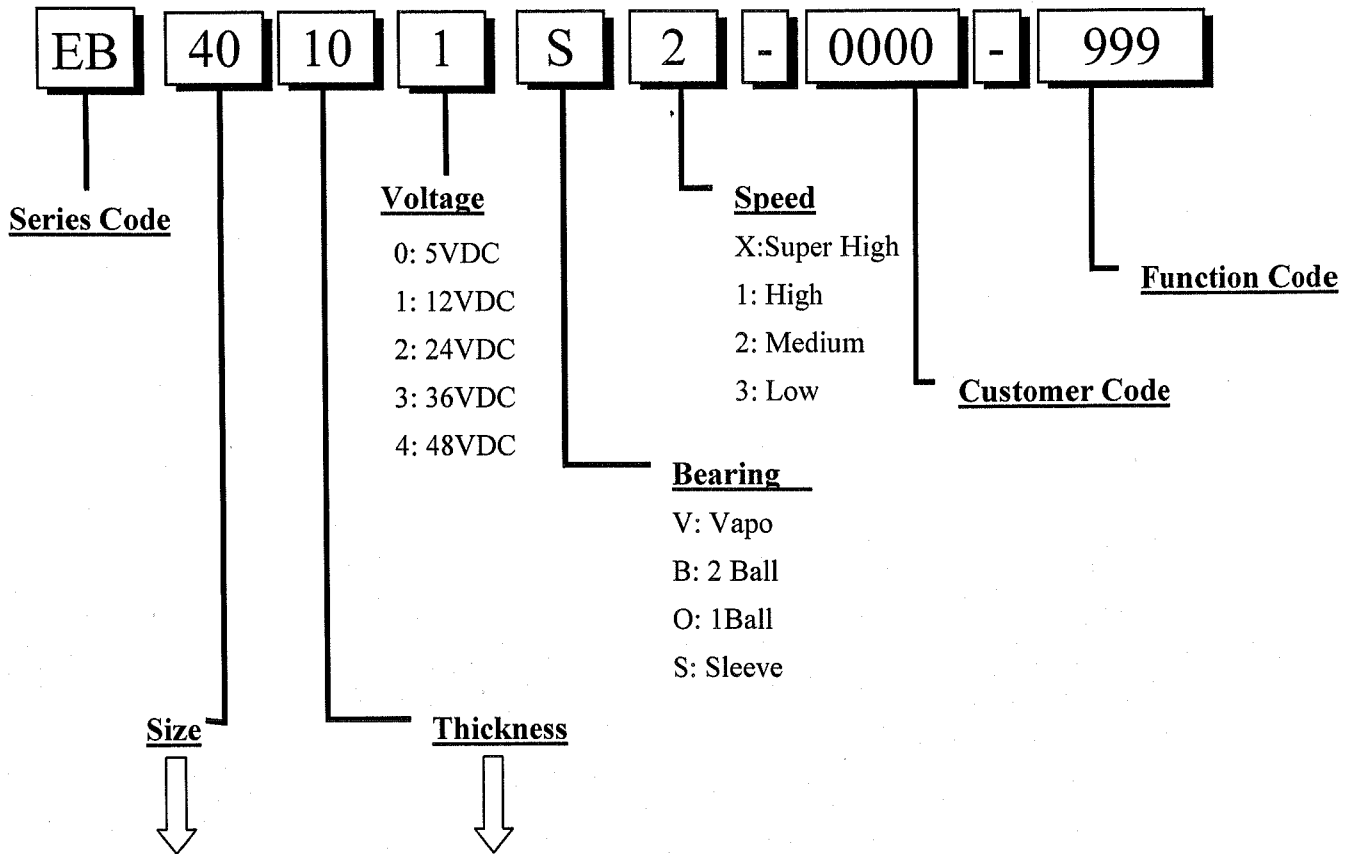 EB 40 10 1 S 2 - 0000 - 999
Series Code
Voltage
0: 5VDC
1: 12VDC
2: 24VDC
3: 36VDC
4: 48VDC
Speed
X:Super High
1: High
2: Medium
3: Low
Function Code
Customer Code
Bearing
V: Vapo
B: 2 Ball
O: 1Ball
S: Sleeve
Size
Thickness